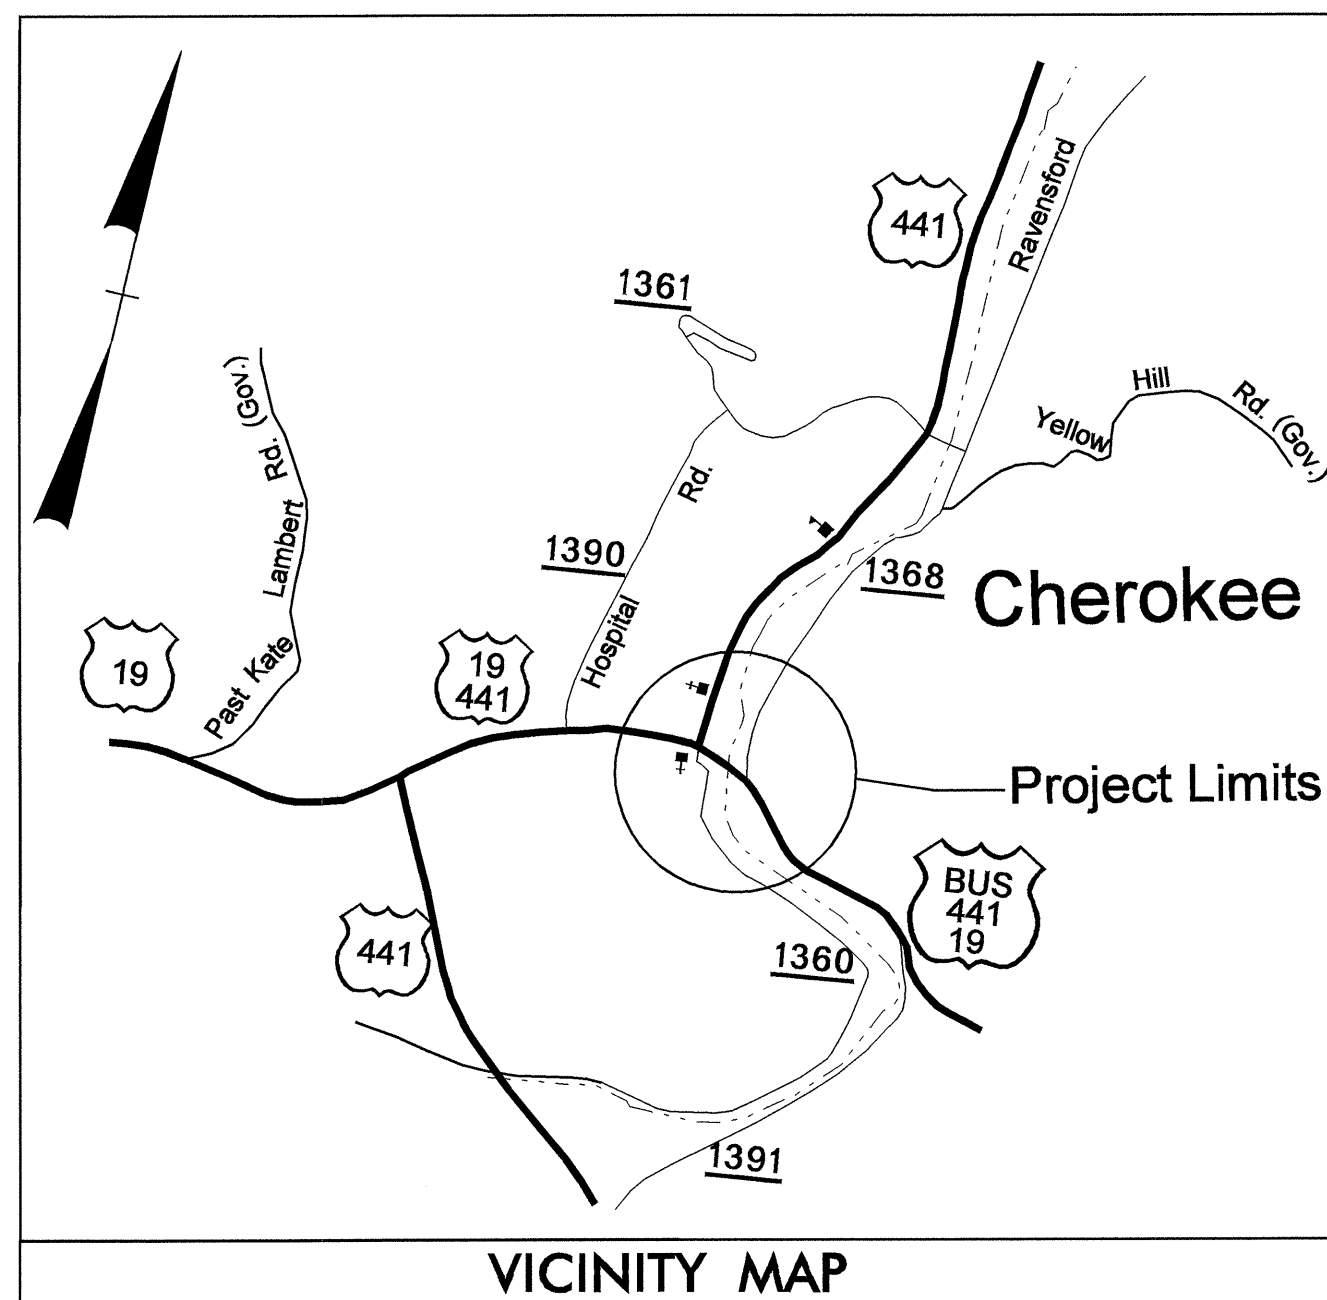 441
Ravensford
1361
Hill
Yellow
Rd. (Gov.)
Past Kate Lambert Rd. (Gov.)
1390
Hospital Rd.
1368
Cherokee
19
19
441
Project Limits
BUS
441
19
441
1360
1391
VICINITY MAP